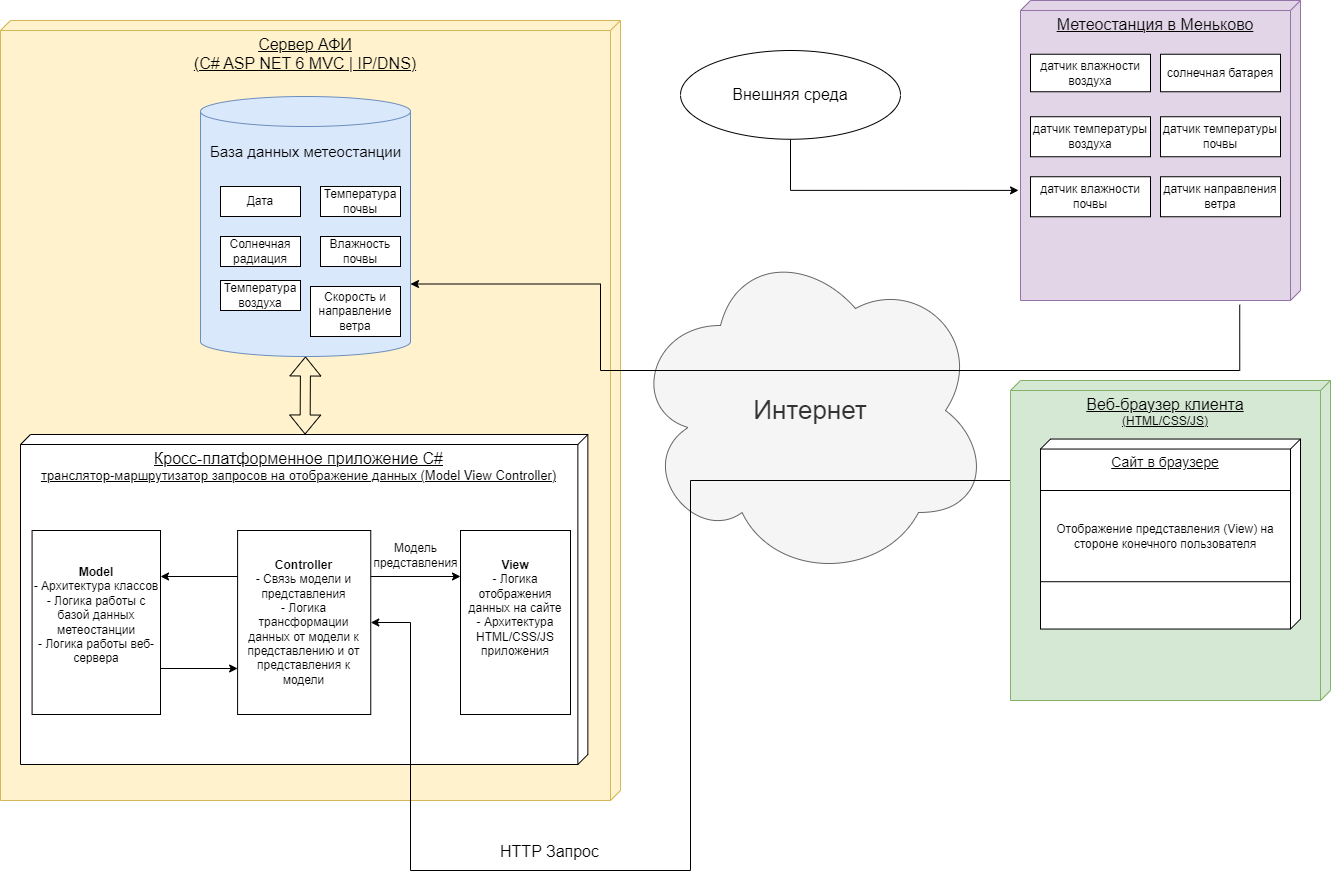 Сервер АФИ
(C# ASP NET 6 MVC | IP/DNS)
База данных метеостанции
Дата
Температура
почвы
Солнечная
радиация
Влажность
почвы
Температура
воздуха
Скорость и
направление
ветра
Кросс-платформенное приложение C#
транслятор-маршрутизатор запросов на отображение данных (Model View Controller)
Model
- Архитектура классов
- Логика работы с
базой данных
метеостанции
- Логика работы веб-
сервера
Controller
- Связь модели и
представления
- Логика
трансформации
данных от модели к
представлению и от
представления к
модели
Модель
представления
View
- Логика
отображения
данных на сайте
- Архитектура
HTML/CSS/JS
приложения
HTTP Запрос
Внешняя среда
Интернет
Метеостанция в Меньково
датчик влажности
воздуха
солнечная батарея
датчик температуры
воздуха
датчик температуры
почвы
датчик влажности
почвы
датчик направления
ветра
Веб-браузер клиента
(HTML/CSS/JS)
Сайт в браузере
Отображение представления (View) на
стороне конечного пользователя